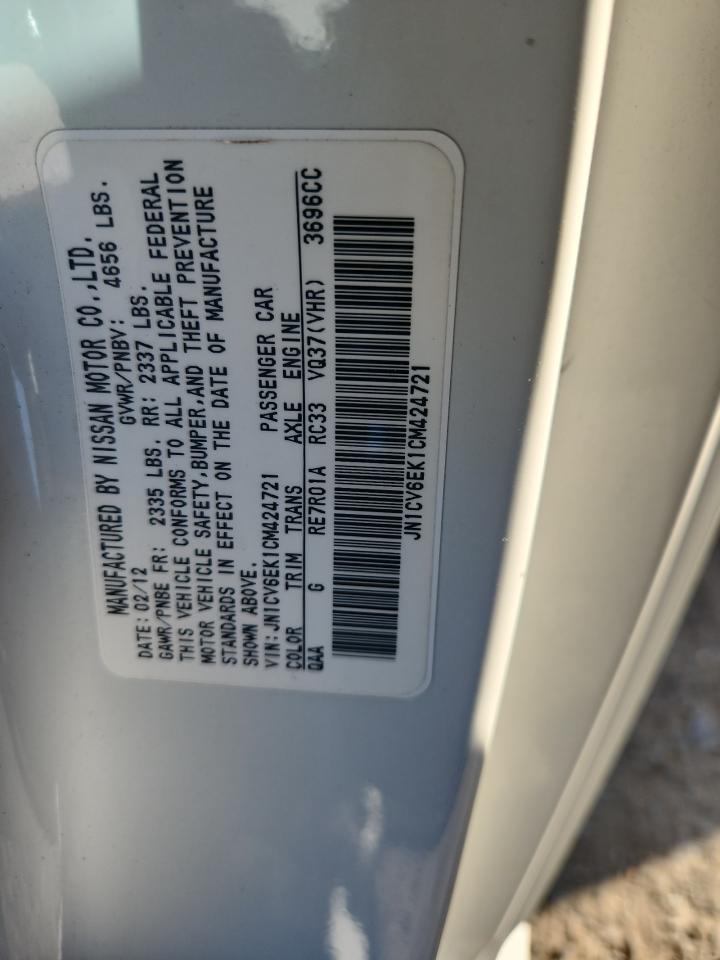 MANUFACTURED BY NISSAN MOTOR CO.,LTD.
DATE: 02/12 GVWR/PNBV: 4656 LBS.
GAWR/PNBE FR: 2335 LBS. RR: 2337 LBS.
THIS VEHICLE CONFORMS TO ALL APPLICABLE FEDERAL
MOTOR VEHICLE SAFETY,BUMPER,AND THEFT PREVENTION
STANDARDS IN EFFECT ON THE DATE OF MANUFACTURE
SHOWN ABOVE.
VIN: JN1CV6EK1CM424721 PASSENGER CAR
COLOR TRIM TRANS AXLE ENGINE
QAA G RE7R01A RC33 VQ37(VHR) 3696CC
JN1CV6EK1CM424721